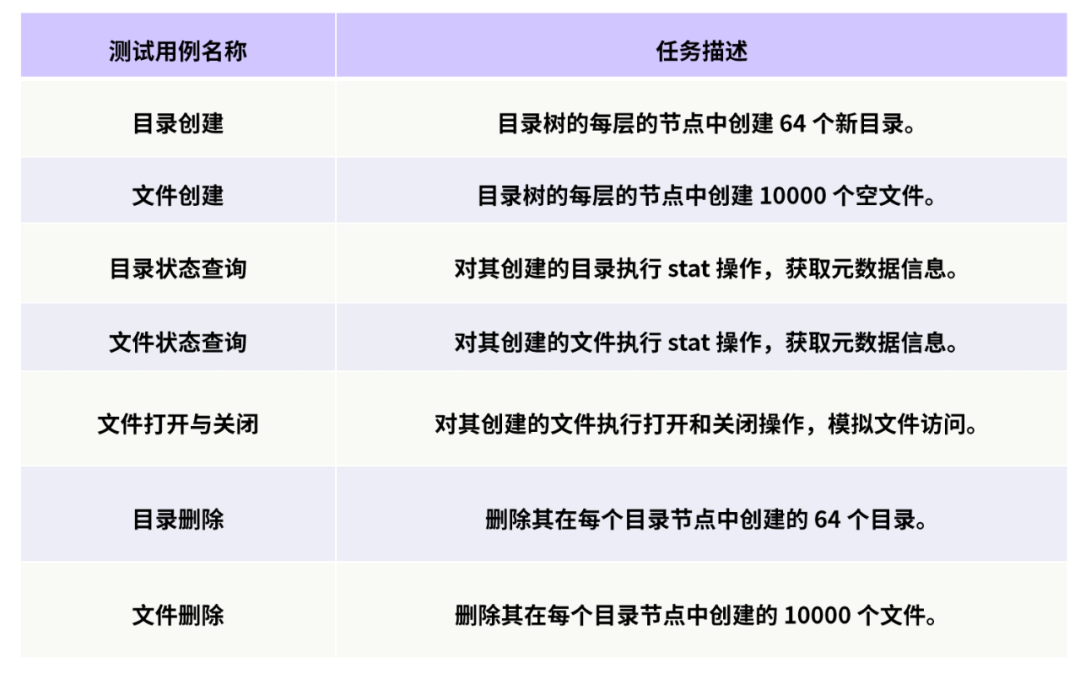 测试用例名称 任务描述
目录创建 目录树的每层的节点中创建 64 个新目录。
文件创建 目录树的每层的节点中创建 10000 个空文件。
目录状态查询 对其创建的目录执行 stat 操作，获取元数据信息。
文件状态查询 对其创建的文件执行 stat 操作，获取元数据信息。
文件打开与关闭 对其创建的文件执行打开和关闭操作，模拟文件访问。
目录删除 删除其在每个目录节点中创建的 64 个目录。
文件删除 删除其在每个目录节点中创建的 10000 个文件。